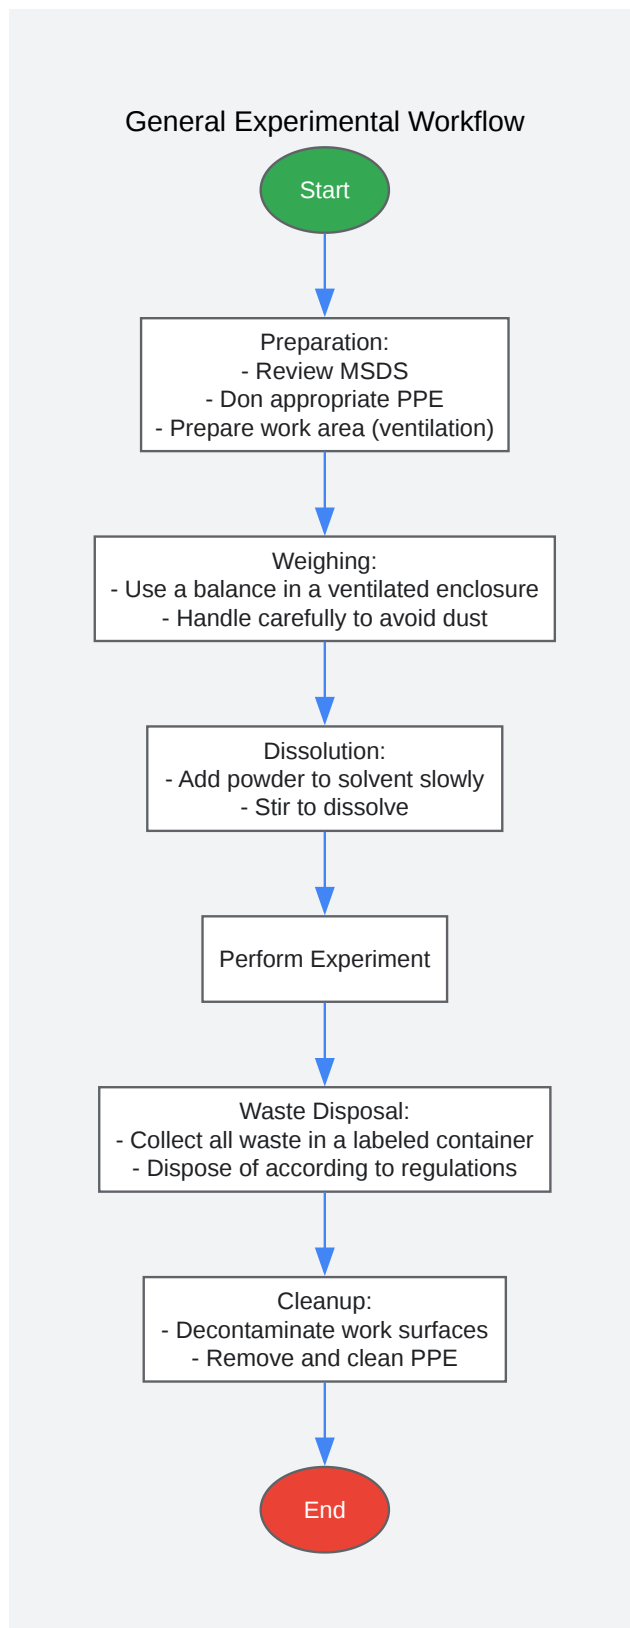 General Experimental Workflow
Start
Preparation:
- Review MSDS
- Don appropriate PPE
- Prepare work area (ventilation)
Weighing:
- Use a balance in a ventilated enclosure
- Handle carefully to avoid dust
Dissolution:
- Add powder to solvent slowly
- Stir to dissolve
Perform Experiment
Waste Disposal:
- Collect all waste in a labeled container
- Dispose of according to regulations
Cleanup:
- Decontaminate work surfaces
- Remove and clean PPE
End